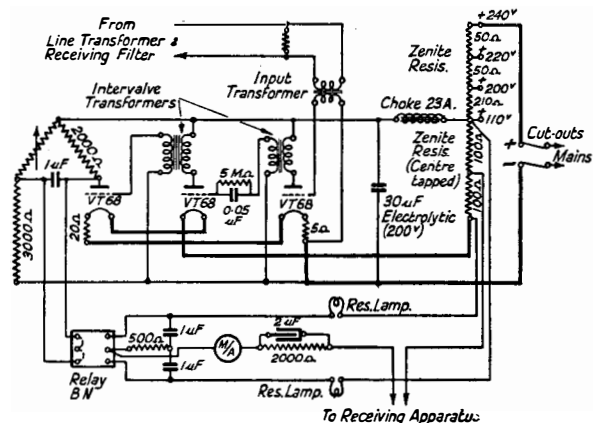 From
Line Transformer &
Receiving Filter
Input
Transformer
Intervalve
Transformers
Zenite
Resis.
+240v
50Ω
+220v
50Ω
+200v
210Ω
+110v
Choke 23A.
Zenite
Resis.
(Centre
tapped)
100Ω
100Ω
+ Cut-outs
- Mains
2000Ω
1μF
3000Ω
VT68
20Ω
VT68
5MΩ
0·05
μF
VT68
5Ω
30μF
Electrolytic
(200v)
Res.Lamp.
1μF
500Ω
1μF
M/A
2μF
2000Ω
Relay
BN
Res.Lamp.
To Receiving Apparatus